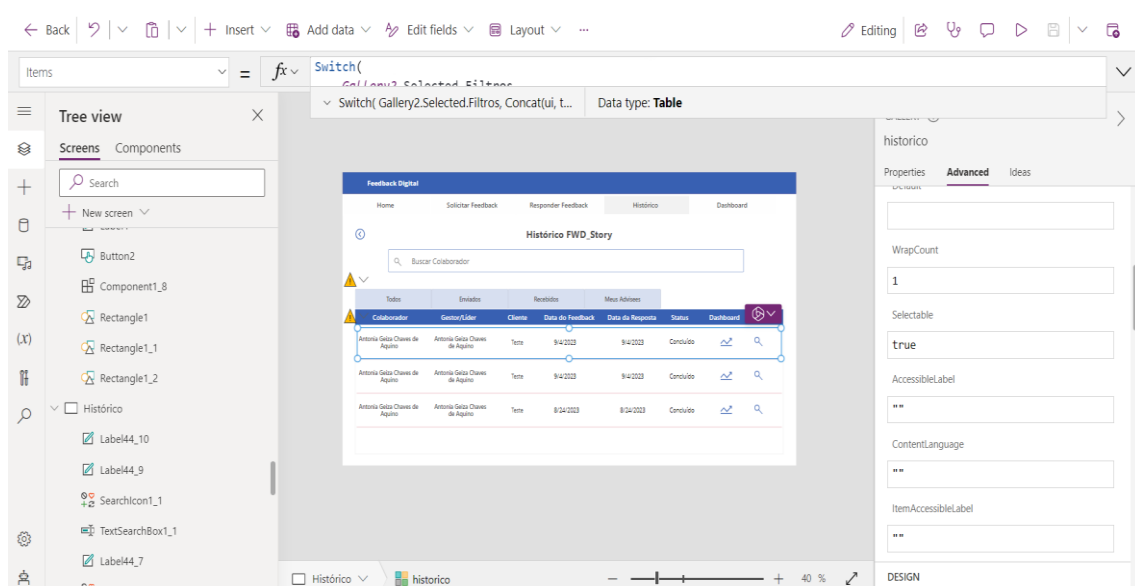 Back
Insert
Add data
Edit fields
Layout
...
Editing
Items
=
fx
Switch(
Gallery2.Selected.Filtros
Switch( Gallery2.Selected.Filtros, Concat(ui, t...
Data type: Table
Tree view
Screens
Components
Search
New screen
Button2
Component1_8
Rectangle1
Rectangle1_1
Rectangle1_2
Histórico
Label44_10
Label44_9
SearchIcon1_1
TextSearchBox1_1
Label44_7
Feedback Digital
Home
Solicitar Feedback
Responder Feedback
Histórico
Dashboard
Histórico FWD_Story
Buscar Colaborador
Todos
Enviados
Recebidos
Meus Advisees
Colaborador
Gestor/Líder
Cliente
Data do Feedback
Data da Resposta
Status
Dashboard
Antonia Geiza Chaves de
Aquino
Antonia Geiza Chaves
de Aquino
Teste
9/4/2023
9/4/2023
Concluído
Antonia Geiza Chaves de
Aquino
Antonia Geiza Chaves
de Aquino
Teste
9/4/2023
9/4/2023
Concluído
Antonia Geiza Chaves de
Aquino
Antonia Geiza Chaves
de Aquino
Teste
8/24/2023
8/24/2023
Concluído
Histórico
historico
40 %
historico
Properties
Advanced
Ideas
Default
WrapCount
1
Selectable
true
AccessibleLabel
""
ContentLanguage
""
ItemAccessibleLabel
""
DESIGN